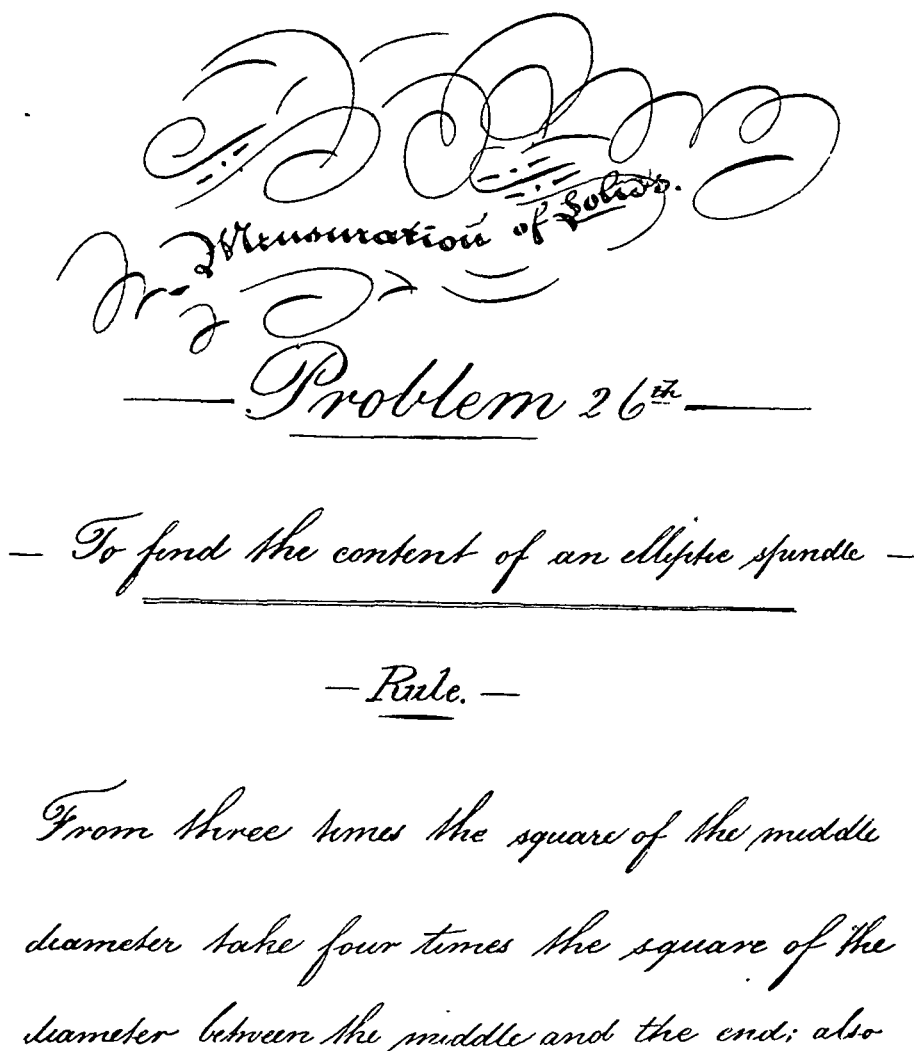 Mensuration of Solids.
Problem 26th
To find the content of an elliptic spindle
Rule.
From three times the square of the middle
diameter take four times the square of the
diameter between the middle and the end; also